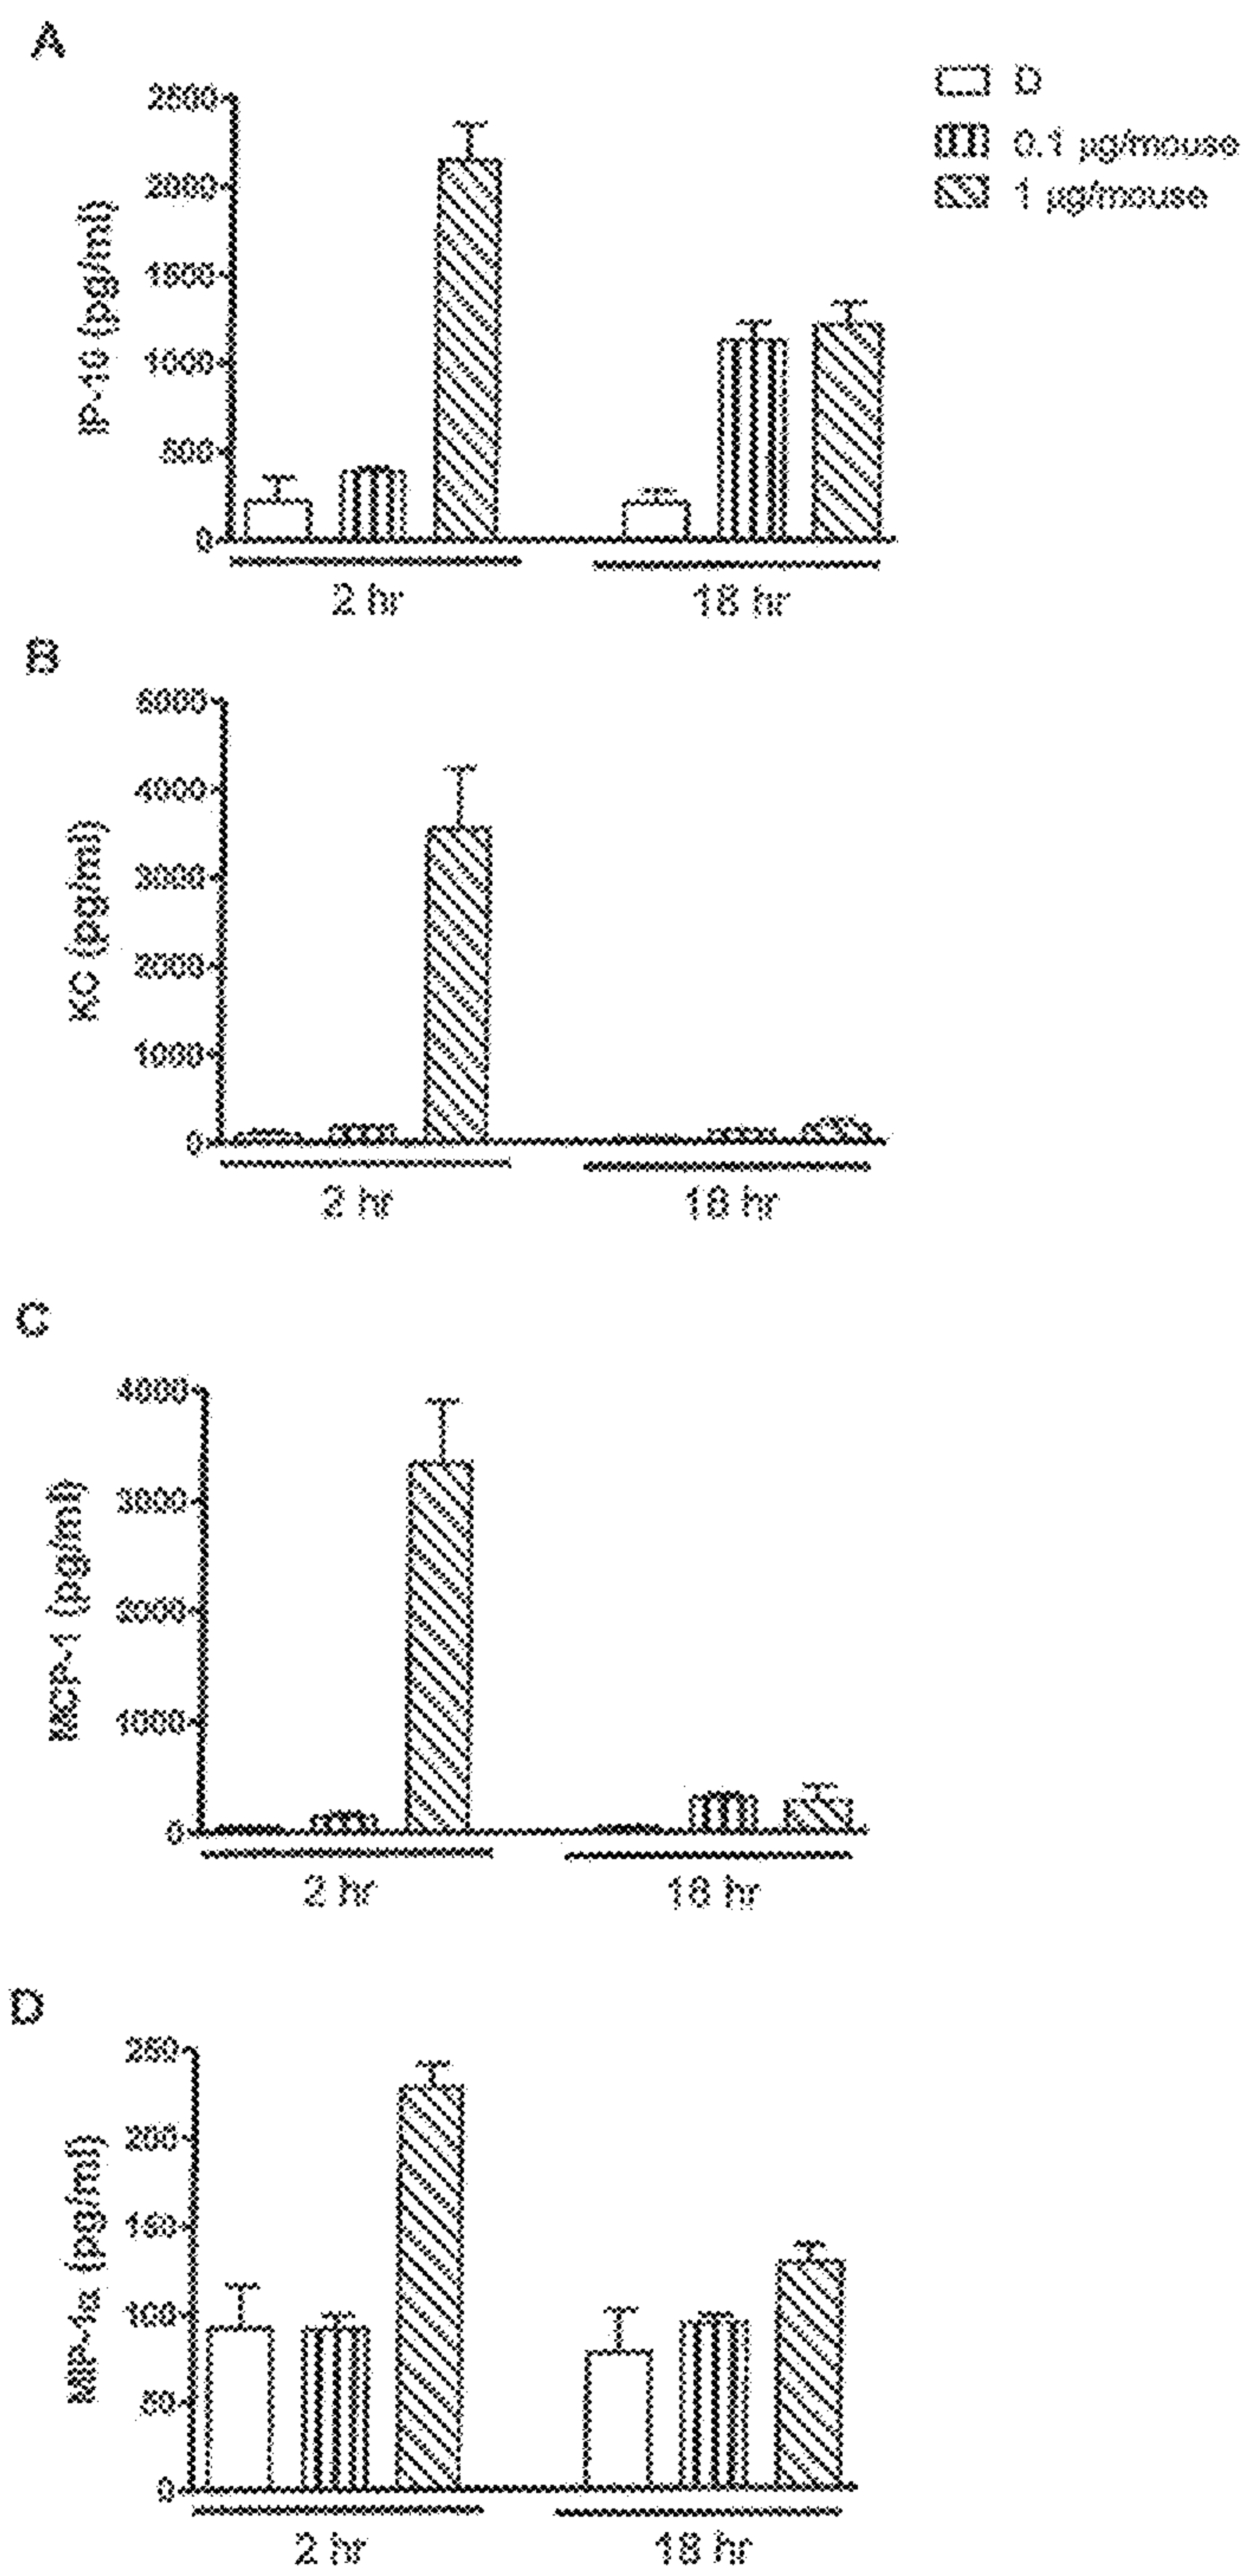 A
D
0.1 µg/mouse
1 µg/mouse
IP-10 (pg/ml)
2500
2000
1500
1000
500
0
2 hr
18 hr
B
KC (pg/ml)
5000
4000
3000
2000
1000
0
2 hr
18 hr
C
MCP-1 (pg/ml)
4000
3000
2000
1000
0
2 hr
18 hr
D
MIP-1α (pg/ml)
250
200
150
100
50
0
2 hr
18 hr